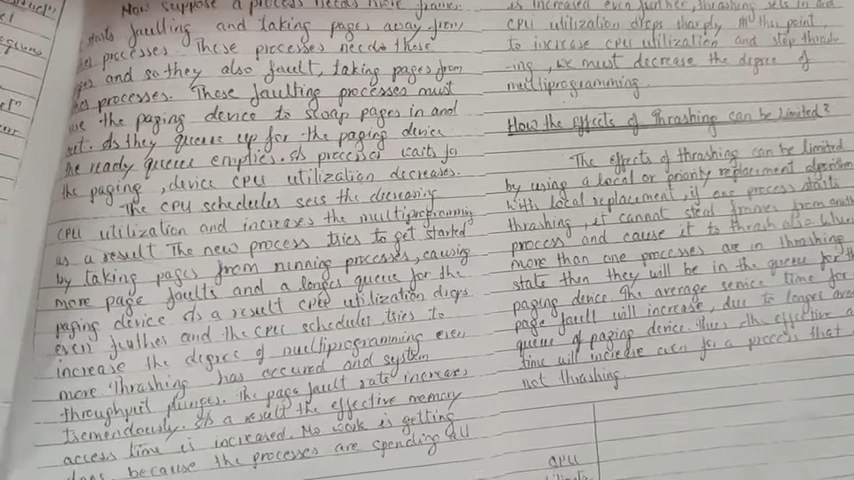 Now suppose a process needs more frames
starts faulting and taking pages away from
processes. These processes need these
and so they also fault, taking pages from
processes. These faulting processes must
the paging device to swap pages in and
out. As they queue up for the paging device
the ready queue empties. As processor waits for
the paging, device CPU utilization decreases.
The CPU scheduler sees the decreasing
CPU utilization and increases the multiprogramming
as a result The new process tries to get started
by taking pages from running processes, causing
more page faults and a longer queue for the
paging device As a result CPU utilization drops
even further and the CPU scheduler, tries to
increase the degree of multiprogramming even
more Thrashing has occured and system
throughput plunges. The page fault rate increases
tremendously. As a result the effective memory
access time is increased. No work is getting
because the processes are spending all
is increased even further, thrashing sets in and
CPU utilization drops sharply. At this point,
to increase CPU utilization and stop thrash
-ing, we must decrease the degree of
multiprogramming.
How the effects of Thrashing can be Limited?
The effects of thrashing can be limited
by using a local or priority replacement algorithm
With local replacement, if one process starts
thrashing, it cannot steal frames from
process and cause it to thrash also
more than one processes are in thrashing
state then they will be in the queue for
paging device. The average service time for
page fault will increase, due to longer
queue of paging device. Thus, the effective
time will increase even for a process that
not thrashing
CPU